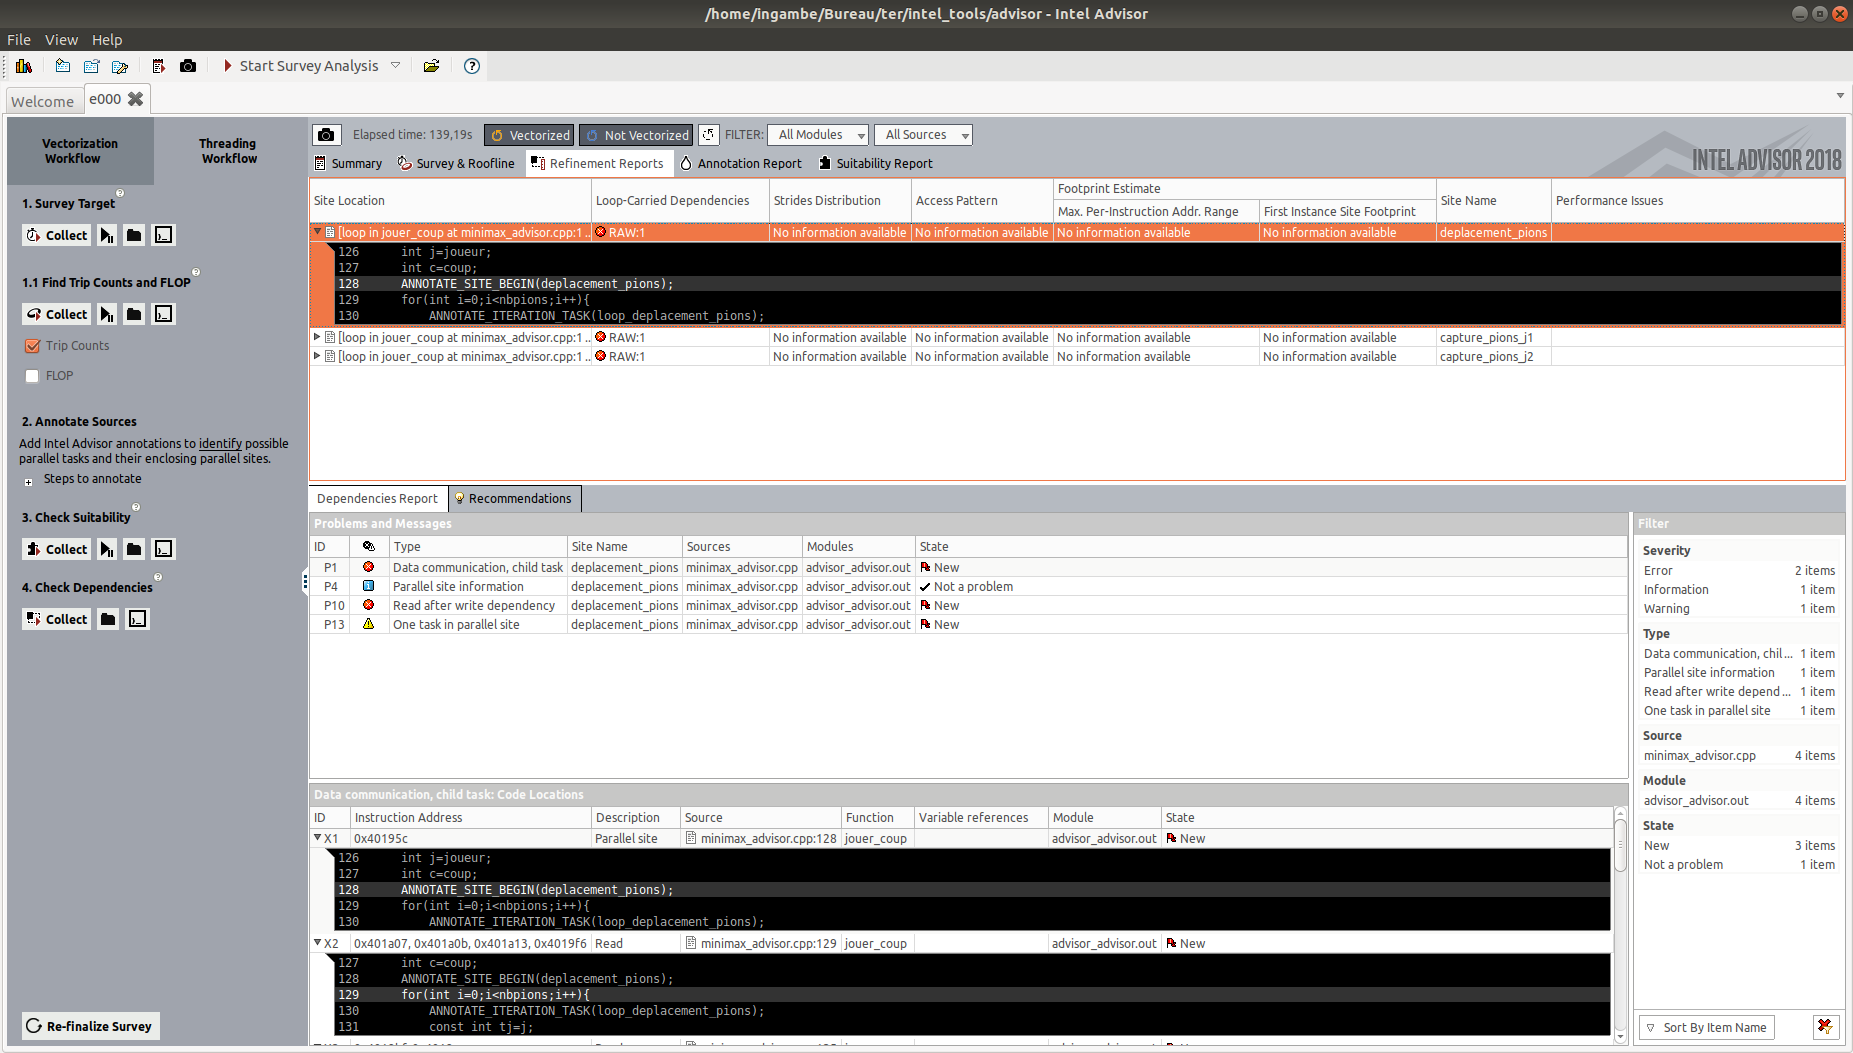 /home/ingambe/Bureau/ter/intel_tools/advisor - Intel Advisor
File View Help
Start Survey Analysis
Welcome e000
Vectorization Workflow
Threading Workflow
1. Survey Target
Collect
1.1 Find Trip Counts and FLOP
Collect
Trip Counts
FLOP
2. Annotate Sources
Add Intel Advisor annotations to identify possible
parallel tasks and their enclosing parallel sites.
Steps to annotate
3. Check Suitability
Collect
4. Check Dependencies
Collect
Re-finalize Survey
Elapsed time: 139,19s Vectorized Not Vectorized FILTER: All Modules All Sources
Summary Survey & Roofline Refinement Reports Annotation Report Suitability Report
INTEL ADVISOR 2018
Site Location Loop-Carried Dependencies Strides Distribution Access Pattern Footprint Estimate Site Name Performance Issues
Max. Per-Instruction Addr. Range First Instance Site Footprint
[loop in jouer_coup at minimax_advisor.cpp:1 .. RAW:1 No information available No information available No information available No information available deplacement_pions
126 int j=joueur;
127 int c=coup;
128 ANNOTATE_SITE_BEGIN(deplacement_pions);
129 for(int i=0;i<nbpions;i++){
130 ANNOTATE_ITERATION_TASK(loop_deplacement_pions);
[loop in jouer_coup at minimax_advisor.cpp:1 .. RAW:1 No information available No information available No information available No information available capture_pions_j1
[loop in jouer_coup at minimax_advisor.cpp:1 .. RAW:1 No information available No information available No information available No information available capture_pions_j2
Dependencies Report Recommendations
Problems and Messages
ID Type Site Name Sources Modules State
P1 Data communication, child task deplacement_pions minimax_advisor.cpp advisor_advisor.out New
P4 Parallel site information deplacement_pions minimax_advisor.cpp advisor_advisor.out Not a problem
P10 Read after write dependency deplacement_pions minimax_advisor.cpp advisor_advisor.out New
P13 One task in parallel site deplacement_pions minimax_advisor.cpp advisor_advisor.out New
Data communication, child task: Code Locations
ID Instruction Address Description Source Function Variable references Module State
X1 0x40195c Parallel site minimax_advisor.cpp:128 jouer_coup advisor_advisor.out New
126 int j=joueur;
127 int c=coup;
128 ANNOTATE_SITE_BEGIN(deplacement_pions);
129 for(int i=0;i<nbpions;i++){
130 ANNOTATE_ITERATION_TASK(loop_deplacement_pions);
X2 0x401a07, 0x401a0b, 0x401a13, 0x4019f6 Read minimax_advisor.cpp:129 jouer_coup advisor_advisor.out New
127 int c=coup;
128 ANNOTATE_SITE_BEGIN(deplacement_pions);
129 for(int i=0;i<nbpions;i++){
130 ANNOTATE_ITERATION_TASK(loop_deplacement_pions);
131 const int tj=j;
Filter
Severity
Error 2 items
Information 1 item
Warning 1 item
Type
Data communication, chil... 1 item
Parallel site information 1 item
Read after write depend... 1 item
One task in parallel site 1 item
Source
minimax_advisor.cpp 4 items
Module
advisor_advisor.out 4 items
State
New 3 items
Not a problem 1 item
Sort By Item Name